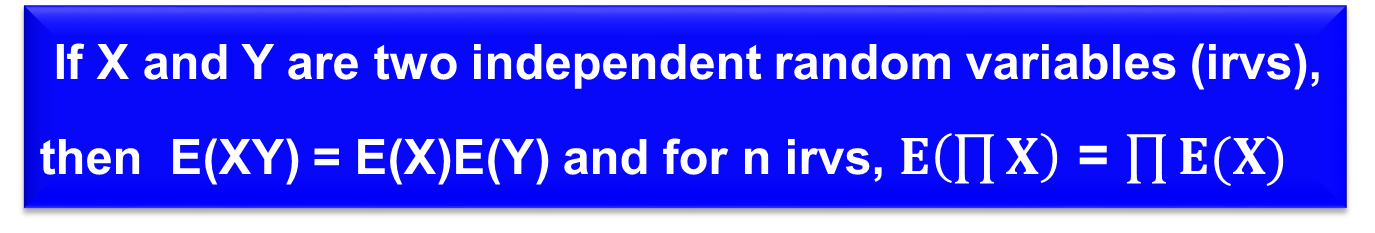 If X and Y are two independent random variables (irvs),
then E(XY) = E(X)E(Y) and for n irvs, E(∏ X) = ∏ E(X)